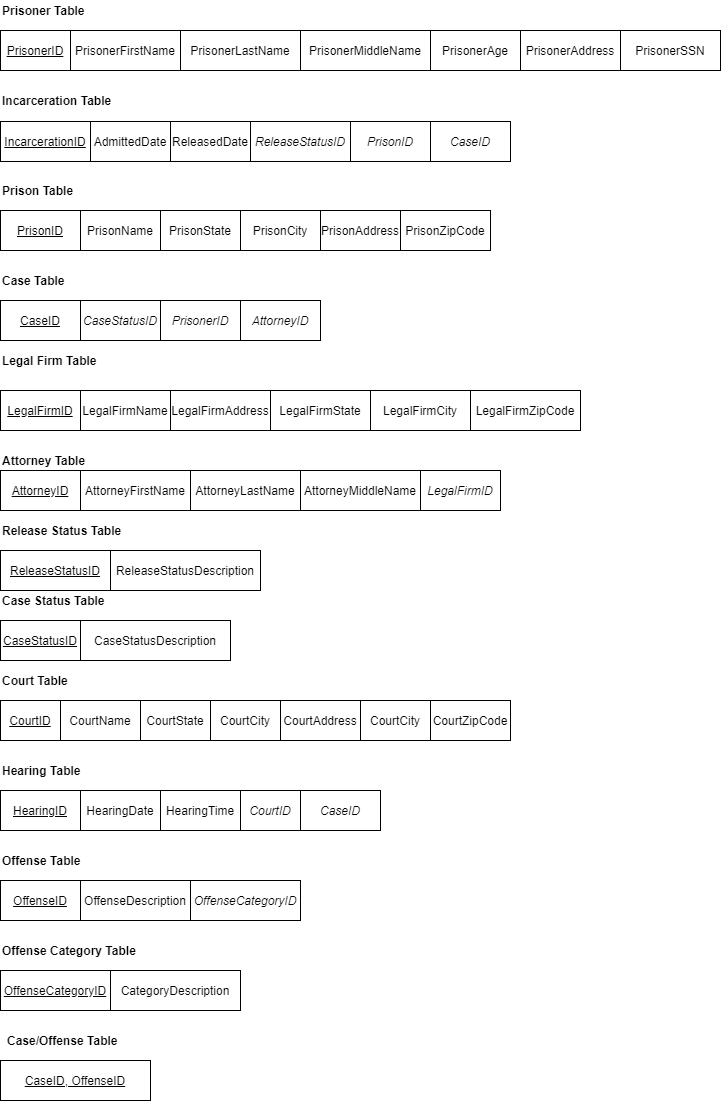 Prisoner Table
PrisonerID PrisonerFirstName PrisonerLastName PrisonerMiddleName PrisonerAge PrisonerAddress PrisonerSSN
Incarceration Table
IncarcerationID AdmittedDate ReleasedDate ReleaseStatusID PrisonID CaseID
Prison Table
PrisonID PrisonName PrisonState PrisonCity PrisonAddress PrisonZipCode
Case Table
CaseID CaseStatusID PrisonerID AttorneyID
Legal Firm Table
LegalFirmID LegalFirmName LegalFirmAddress LegalFirmState LegalFirmCity LegalFirmZipCode
Attorney Table
AttorneyID AttorneyFirstName AttorneyLastName AttorneyMiddleName LegalFirmID
Release Status Table
ReleaseStatusID ReleaseStatusDescription
Case Status Table
CaseStatusID CaseStatusDescription
Court Table
CourtID CourtName CourtState CourtCity CourtAddress CourtCity CourtZipCode
Hearing Table
HearingID HearingDate HearingTime CourtID CaseID
Offense Table
OffenseID OffenseDescription OffenseCategoryID
Offense Category Table
OffenseCategoryID CategoryDescription
Case/Offense Table
CaseID, OffenseID